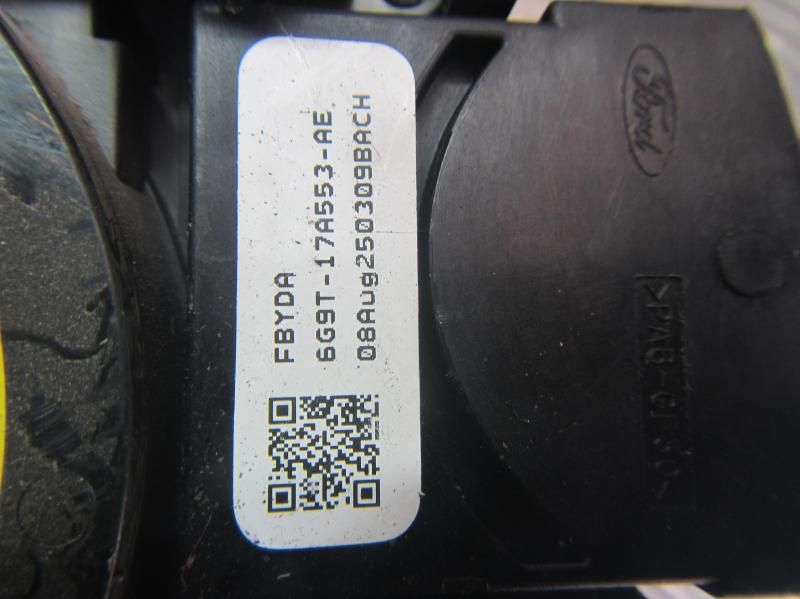 FBYDA
6G9T-17A553-AE
08Aug250309BACH
Ford
>PA6-GF30<